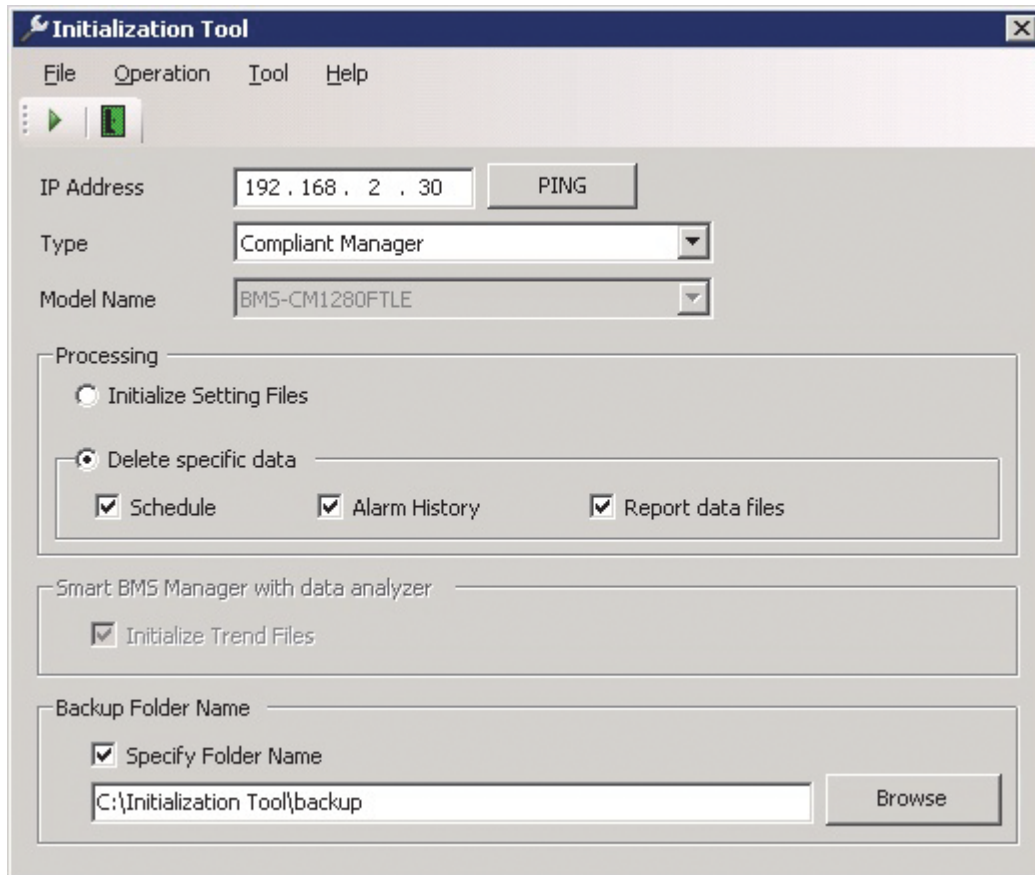 Initialization Tool
File Operation Tool Help
IP Address 192 . 168 . 2 . 30 PING
Type Compliant Manager
Model Name BMS-CM1280FTLE
Processing
Initialize Setting Files
Delete specific data
Schedule Alarm History Report data files
Smart BMS Manager with data analyzer
Initialize Trend Files
Backup Folder Name
Specify Folder Name
C:\Initialization Tool\backup Browse